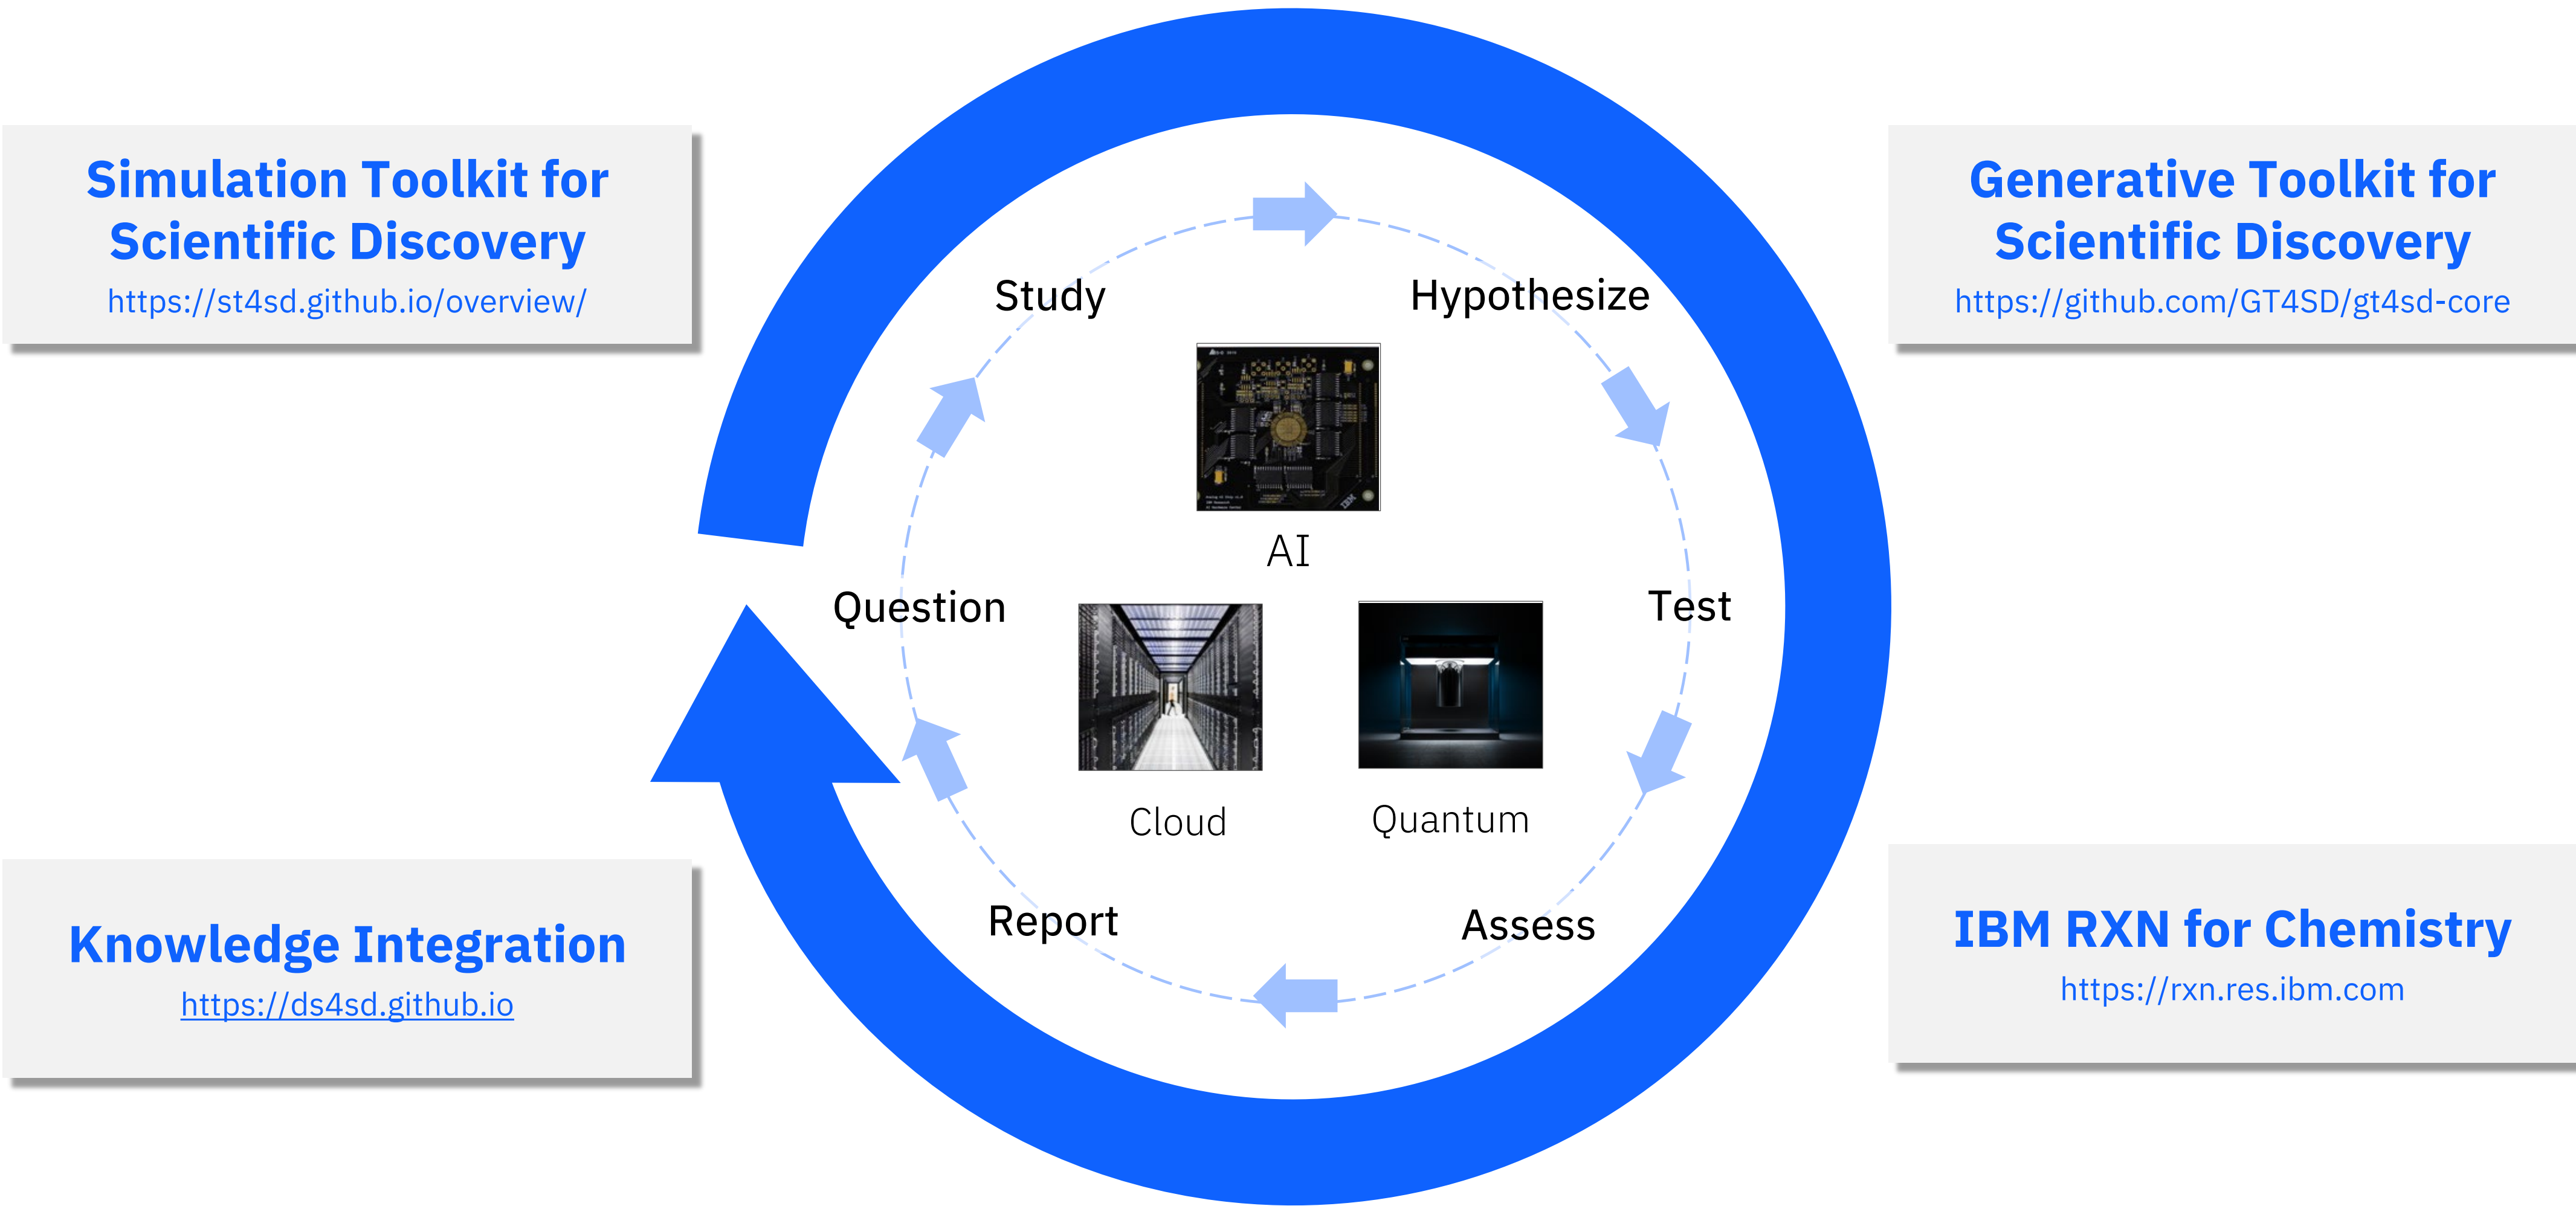 Simulation Toolkit for
Scientific Discovery
https://st4sd.github.io/overview/
Generative Toolkit for
Scientific Discovery
https://github.com/GT4SD/gt4sd-core
Study
Hypothesize
IBM
AI
Question
Test
Cloud
Quantum
Report
Assess
Knowledge Integration
https://ds4sd.github.io
IBM RXN for Chemistry
https://rxn.res.ibm.com